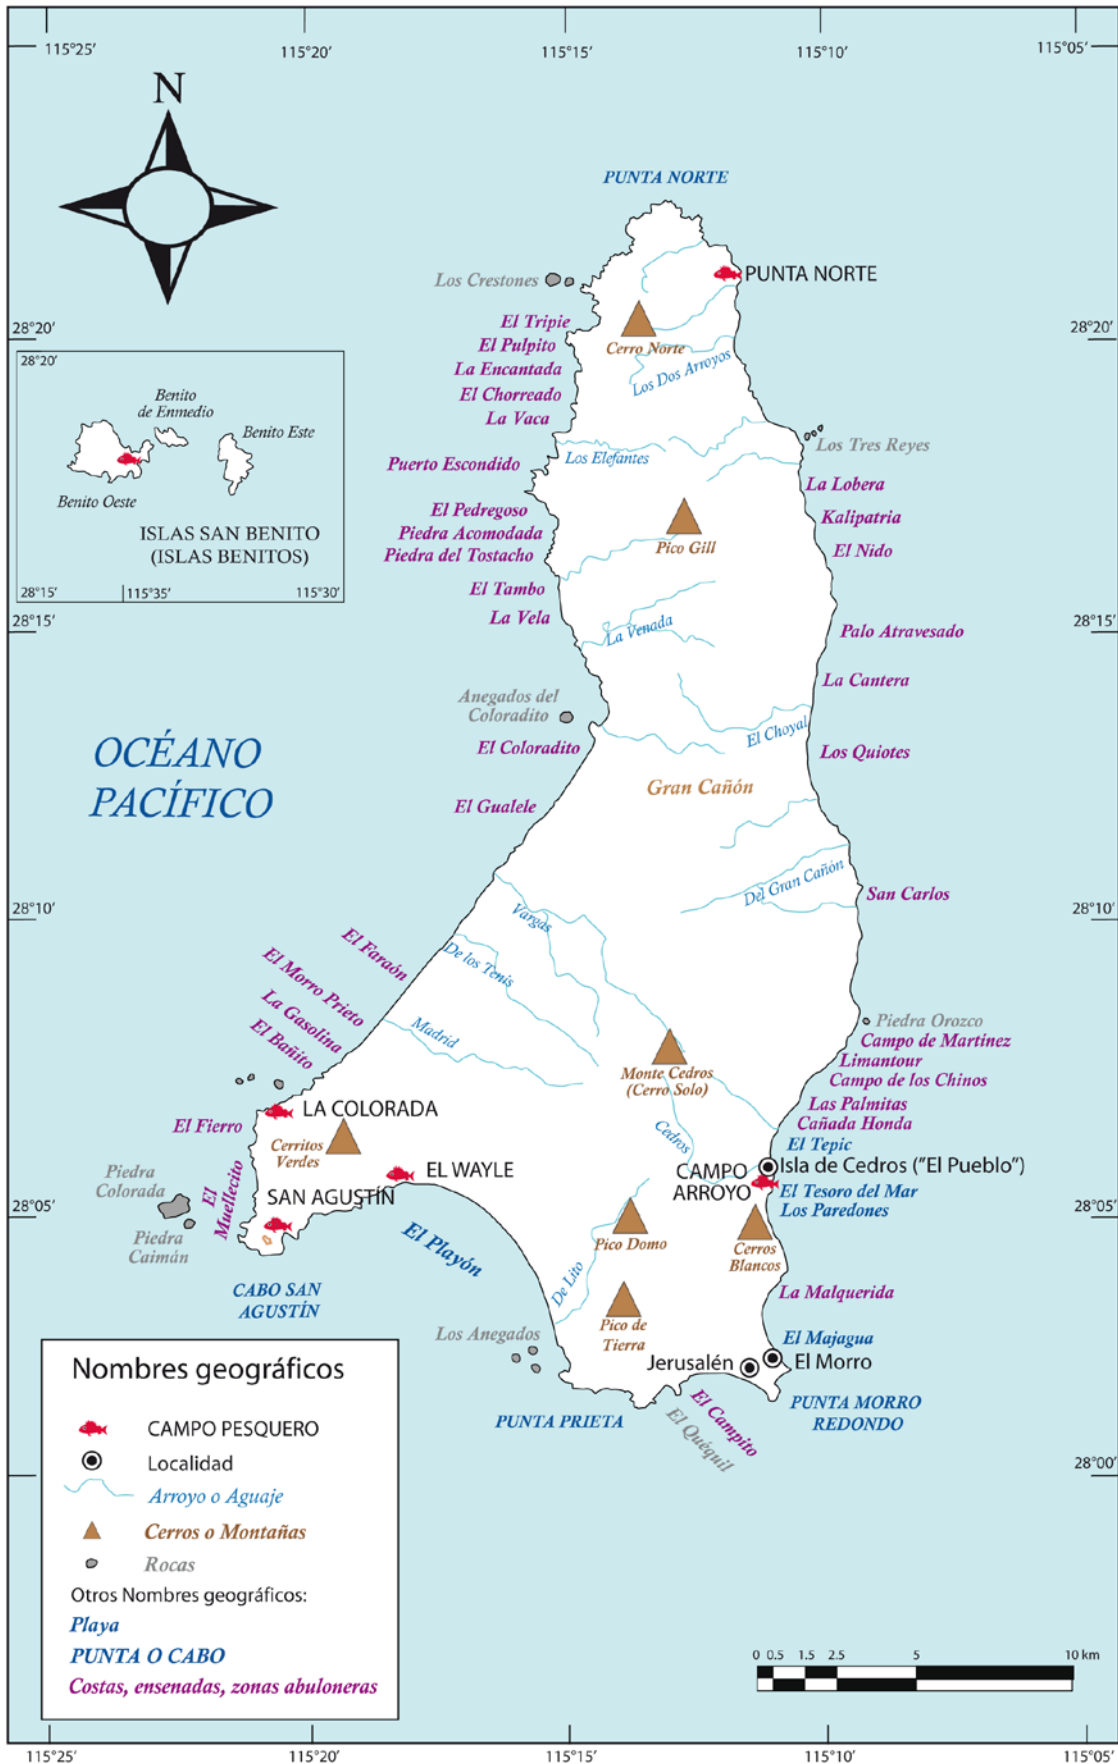 115°25'
115°20'
115°15'
115°10'
115°05'
N
PUNTA NORTE
Los Crestones
PUNTA NORTE
28°20'
28°20'
El Tripie
El Pulpito
La Encantada
El Chorreado
La Vaca
Cerro Norte
Los Dos Arroyos
28°20'
Benito
de Enmedio
Benito Este
Benito Oeste
ISLAS SAN BENITO
(ISLAS BENITOS)
28°15'
115°35'
115°30'
Los Elefantes
Los Tres Reyes
Puerto Escondido
La Lobera
El Pedregoso
Piedra Acomodada
Piedra del Tostacho
Kalipatria
El Nido
Pico Gill
El Tambo
La Vela
La Venada
28°15'
28°15'
Palo Atravesado
La Cantera
Anegados del
Coloradito
El Coloradito
El Choyal
Los Quiotes
OCÉANO
PACÍFICO
Gran Cañón
El Gualele
Del Gran Cañón
San Carlos
28°10'
28°10'
Vargas
El Faraón
De los Tenis
El Morro Prieto
La Gasolina
El Bañito
Madrid
Piedra Orozco
Campo de Martinez
Limantour
Campo de los Chinos
Monte Cedros
(Cerro Solo)
Las Palmitas
Cañada Honda
LA COLORADA
El Fierro
Cerritos
Verdes
Cedros
El Tepic
EL WAYLE
CAMPO
ARROYO
Isla de Cedros ("El Pueblo")
El Tesoro del Mar
Los Paredones
Piedra
Colorada
El
Muellecito
SAN AGUSTÍN
28°05'
28°05'
Piedra
Caimán
El Playón
Pico Domo
Cerros
Blancos
CABO SAN
AGUSTÍN
De Lito
La Malquerida
Pico de
Tierra
Los Anegados
El Majagua
Jerusalén
El Morro
PUNTA PRIETA
El Campito
El Quéquil
PUNTA MORRO
REDONDO
28°00'
Nombres geográficos
CAMPO PESQUERO
Localidad
Arroyo o Aguaje
Cerros o Montañas
Rocas
Otros Nombres geográficos:
Playa
PUNTA O CABO
Costas, ensenadas, zonas abuloneras
0 0.5 1.5 2.5 5 10 km
115°25'
115°20'
115°15'
115°10'
115°05'